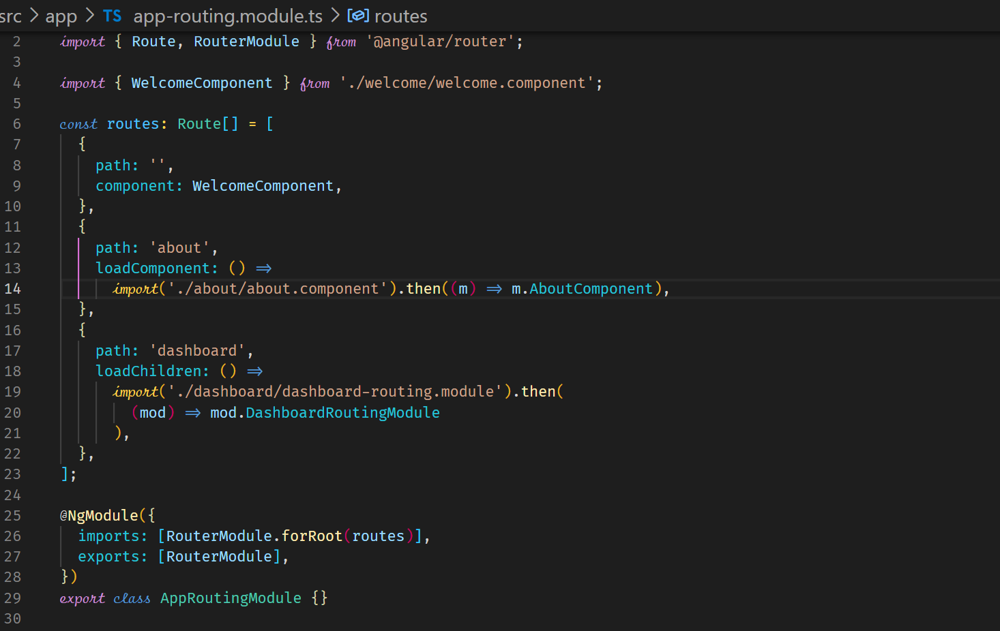 src > app > TS app-routing.module.ts > routes
2 import { Route, RouterModule } from '@angular/router';
3
4 import { WelcomeComponent } from './welcome/welcome.component';
5
6 const routes: Route[] = [
7 {
8 path: '',
9 component: WelcomeComponent,
10 },
11 {
12 path: 'about',
13 loadComponent: () =>
14 import('./about/about.component').then((m) => m.AboutComponent),
15 },
16 {
17 path: 'dashboard',
18 loadChildren: () =>
19 import('./dashboard/dashboard-routing.module').then(
20 (mod) => mod.DashboardRoutingModule
21 ),
22 },
23 ];
24
25 @NgModule({
26 imports: [RouterModule.forRoot(routes)],
27 exports: [RouterModule],
28 })
29 export class AppRoutingModule {}
30